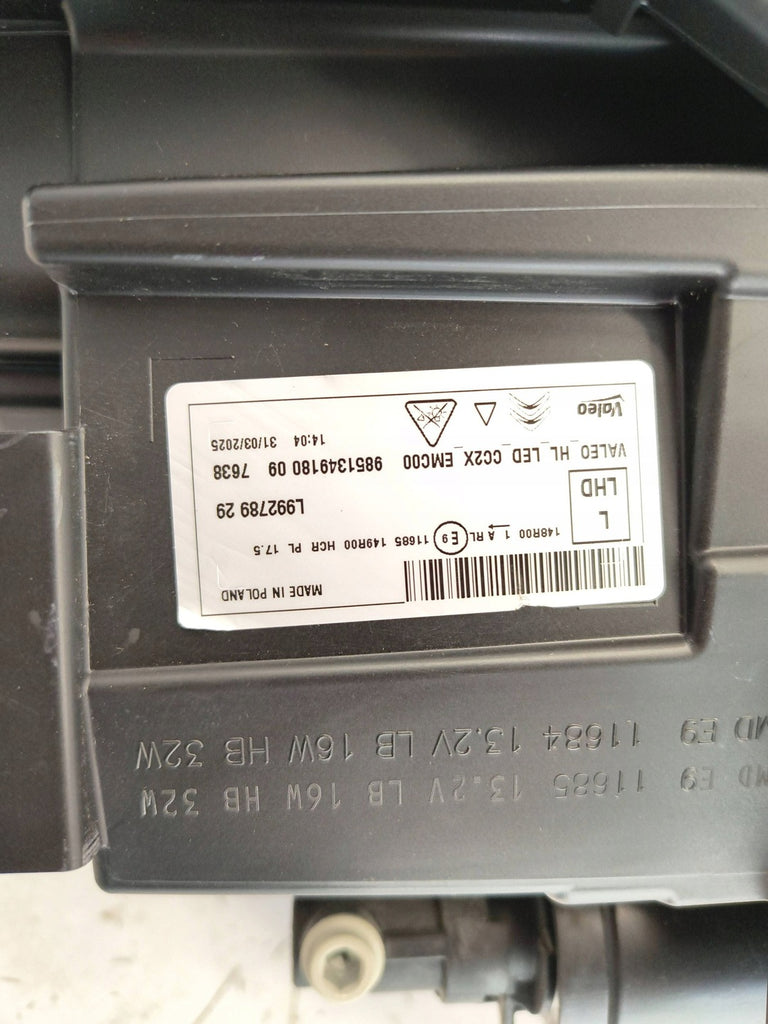 MD E9 11685 13.2V LB 16W HB 32W
MD E9 11684 13.2V LB 16W HB 32W
MADE IN POLAND
148R00 1 A RL E9 11685 149R00 HCR PL 17.5
L
LHD
L992789 29
9851349180 09 7638
VALEO_HL_LED_CC2X_EMC00
Valeo
14:04 31/03/2025